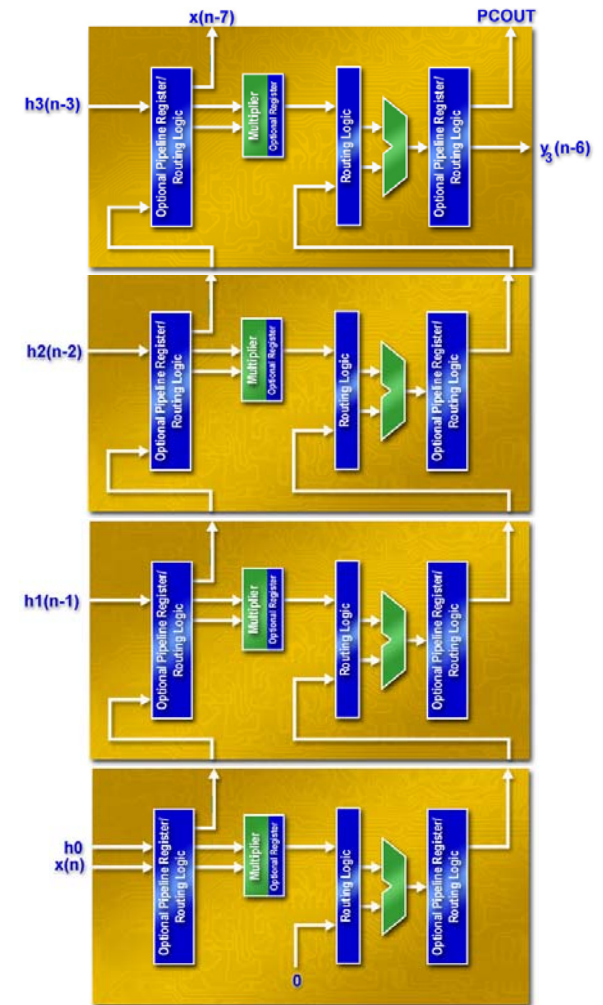 x(n-7)
PCOUT
h3(n-3)
Optional Pipeline Register/
Routing Logic
Multiplier
Optional Register
Routing Logic
Optional Pipeline Register/
Routing Logic
y3(n-6)
h2(n-2)
Optional Pipeline Register/
Routing Logic
Multiplier
Optional Register
Routing Logic
Optional Pipeline Register/
Routing Logic
h1(n-1)
Optional Pipeline Register/
Routing Logic
Multiplier
Optional Register
Routing Logic
Optional Pipeline Register/
Routing Logic
h0
x(n)
Optional Pipeline Register/
Routing Logic
Multiplier
Optional Register
Routing Logic
Optional Pipeline Register/
Routing Logic
0